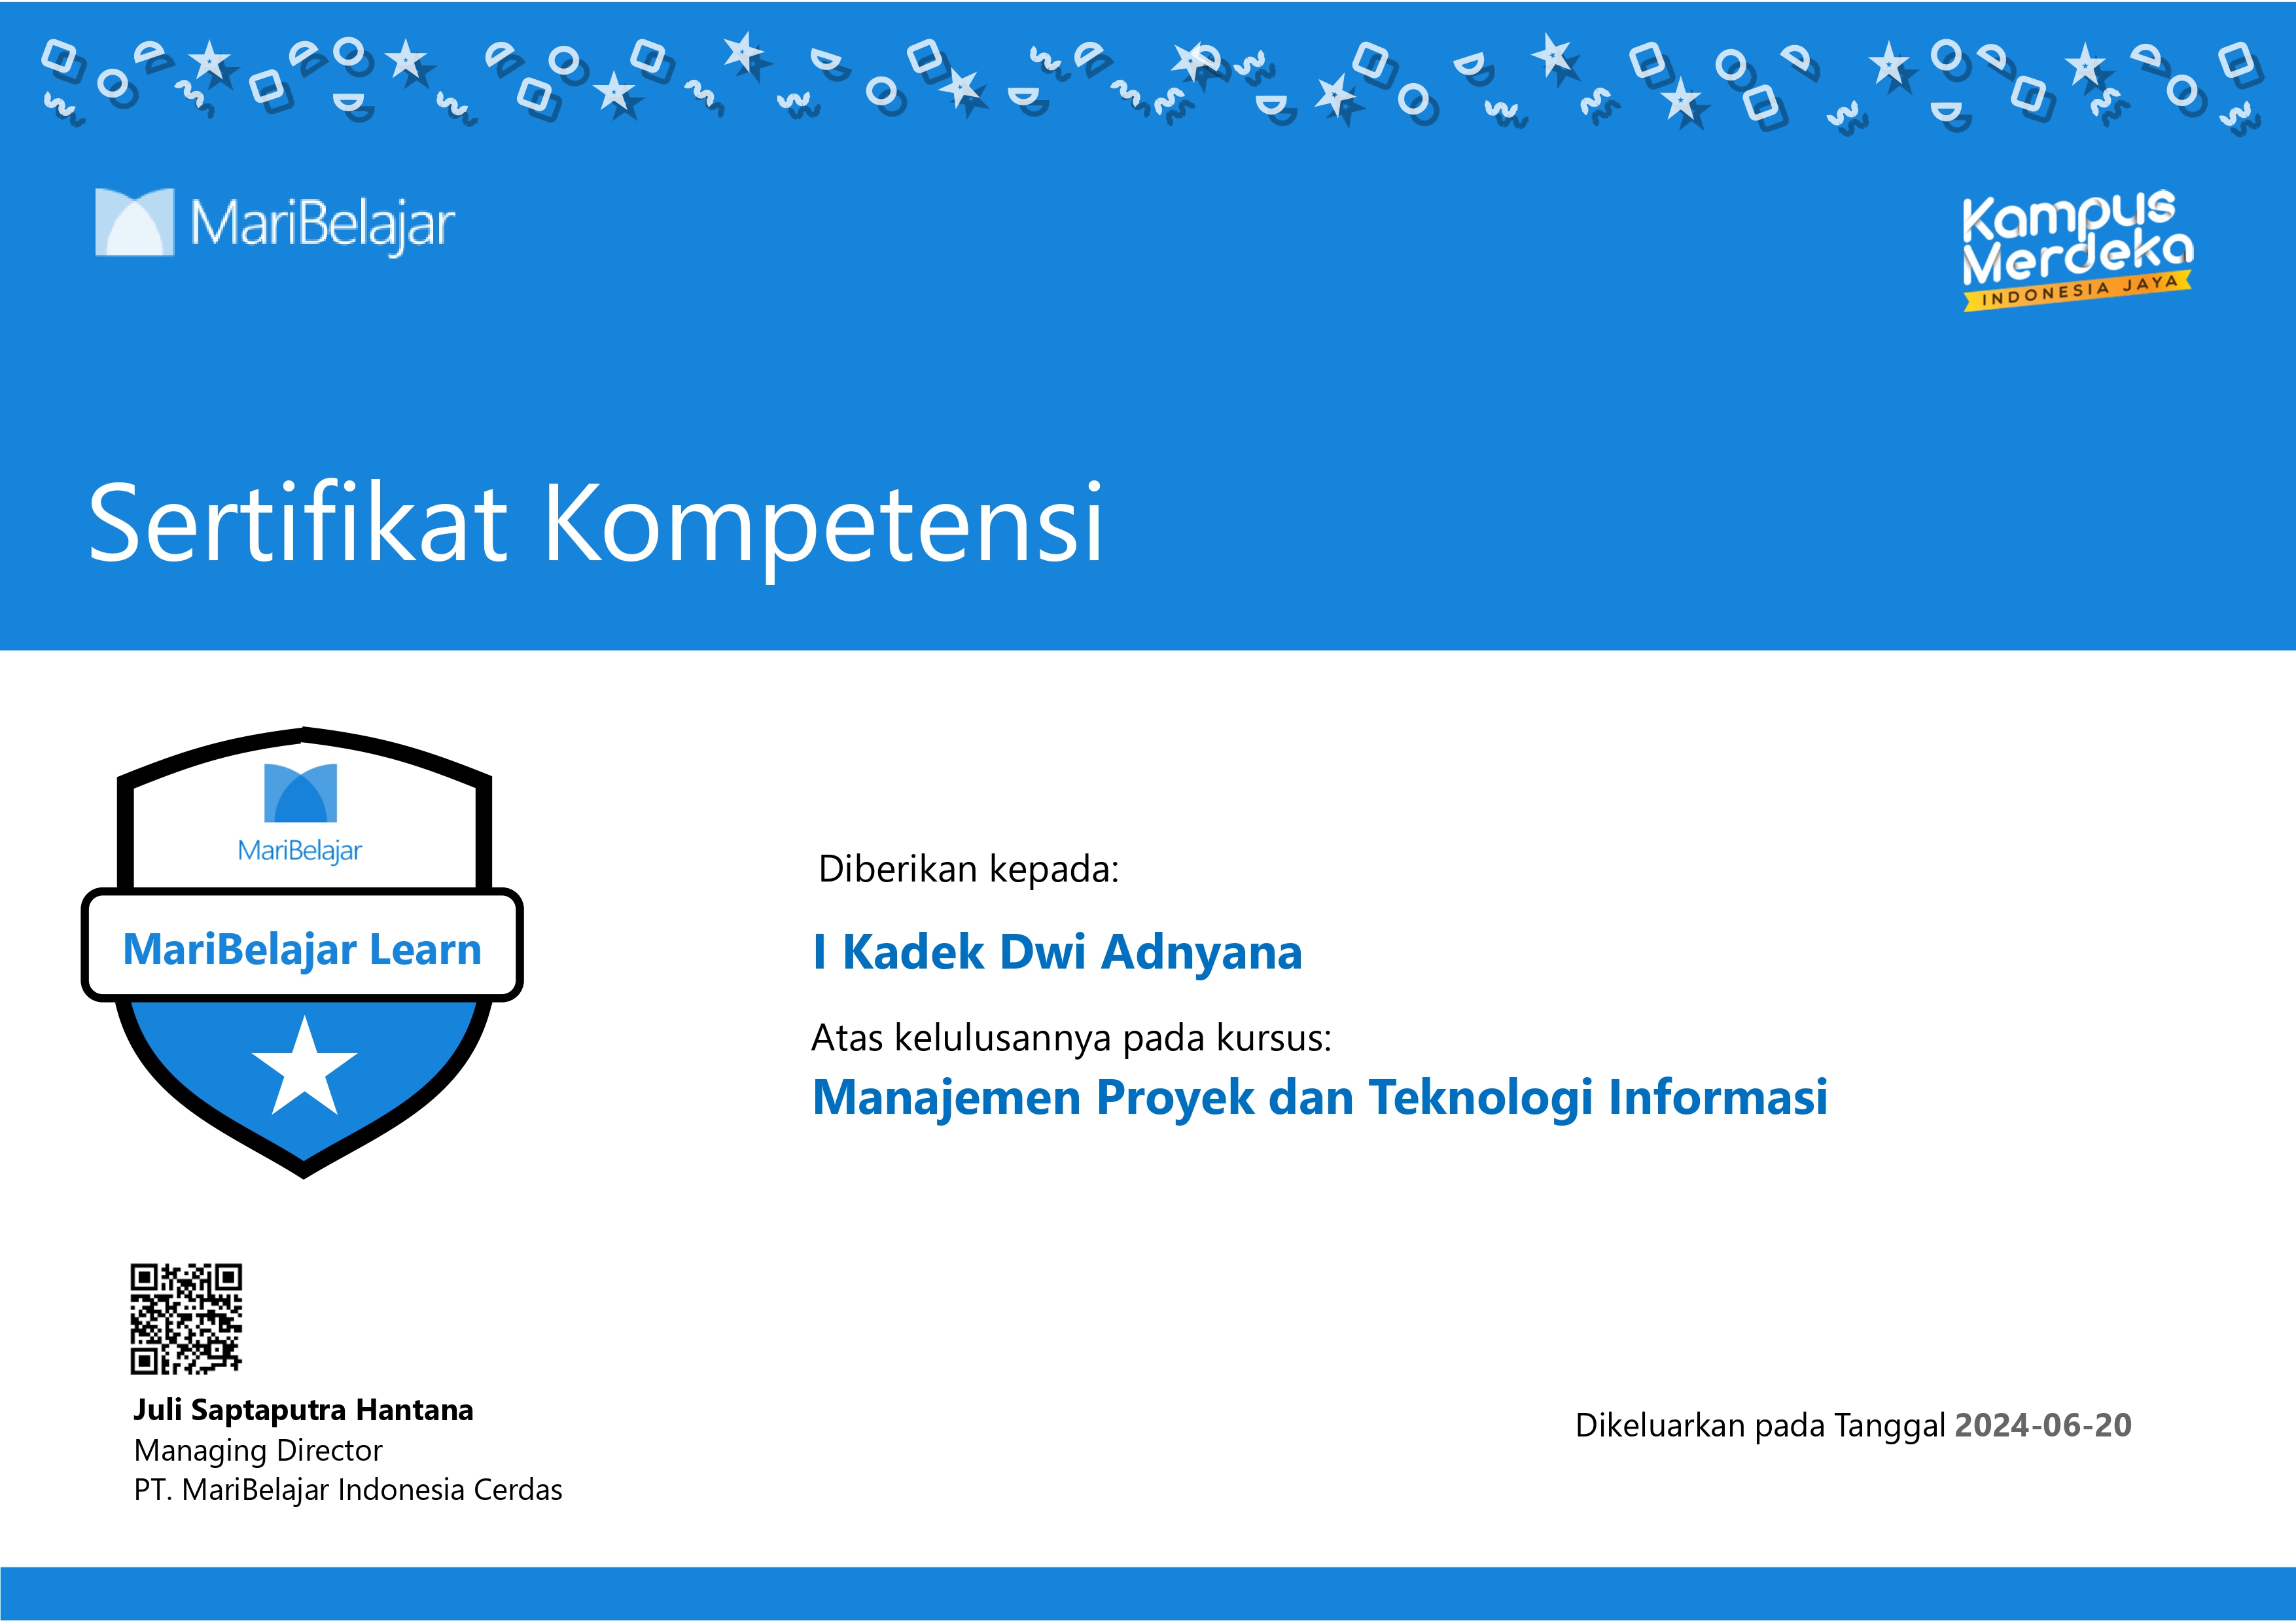 MariBelajar
Kampus
Merdeka
INDONESIA JAYA
Sertifikat Kompetensi
MariBelajar
MariBelajar Learn
Diberikan kepada:
I Kadek Dwi Adnyana
Atas kelulusannya pada kursus:
Manajemen Proyek dan Teknologi Informasi
Juli Saptaputra Hantana
Managing Director
PT. MariBelajar Indonesia Cerdas
Dikeluarkan pada Tanggal 2024-06-20